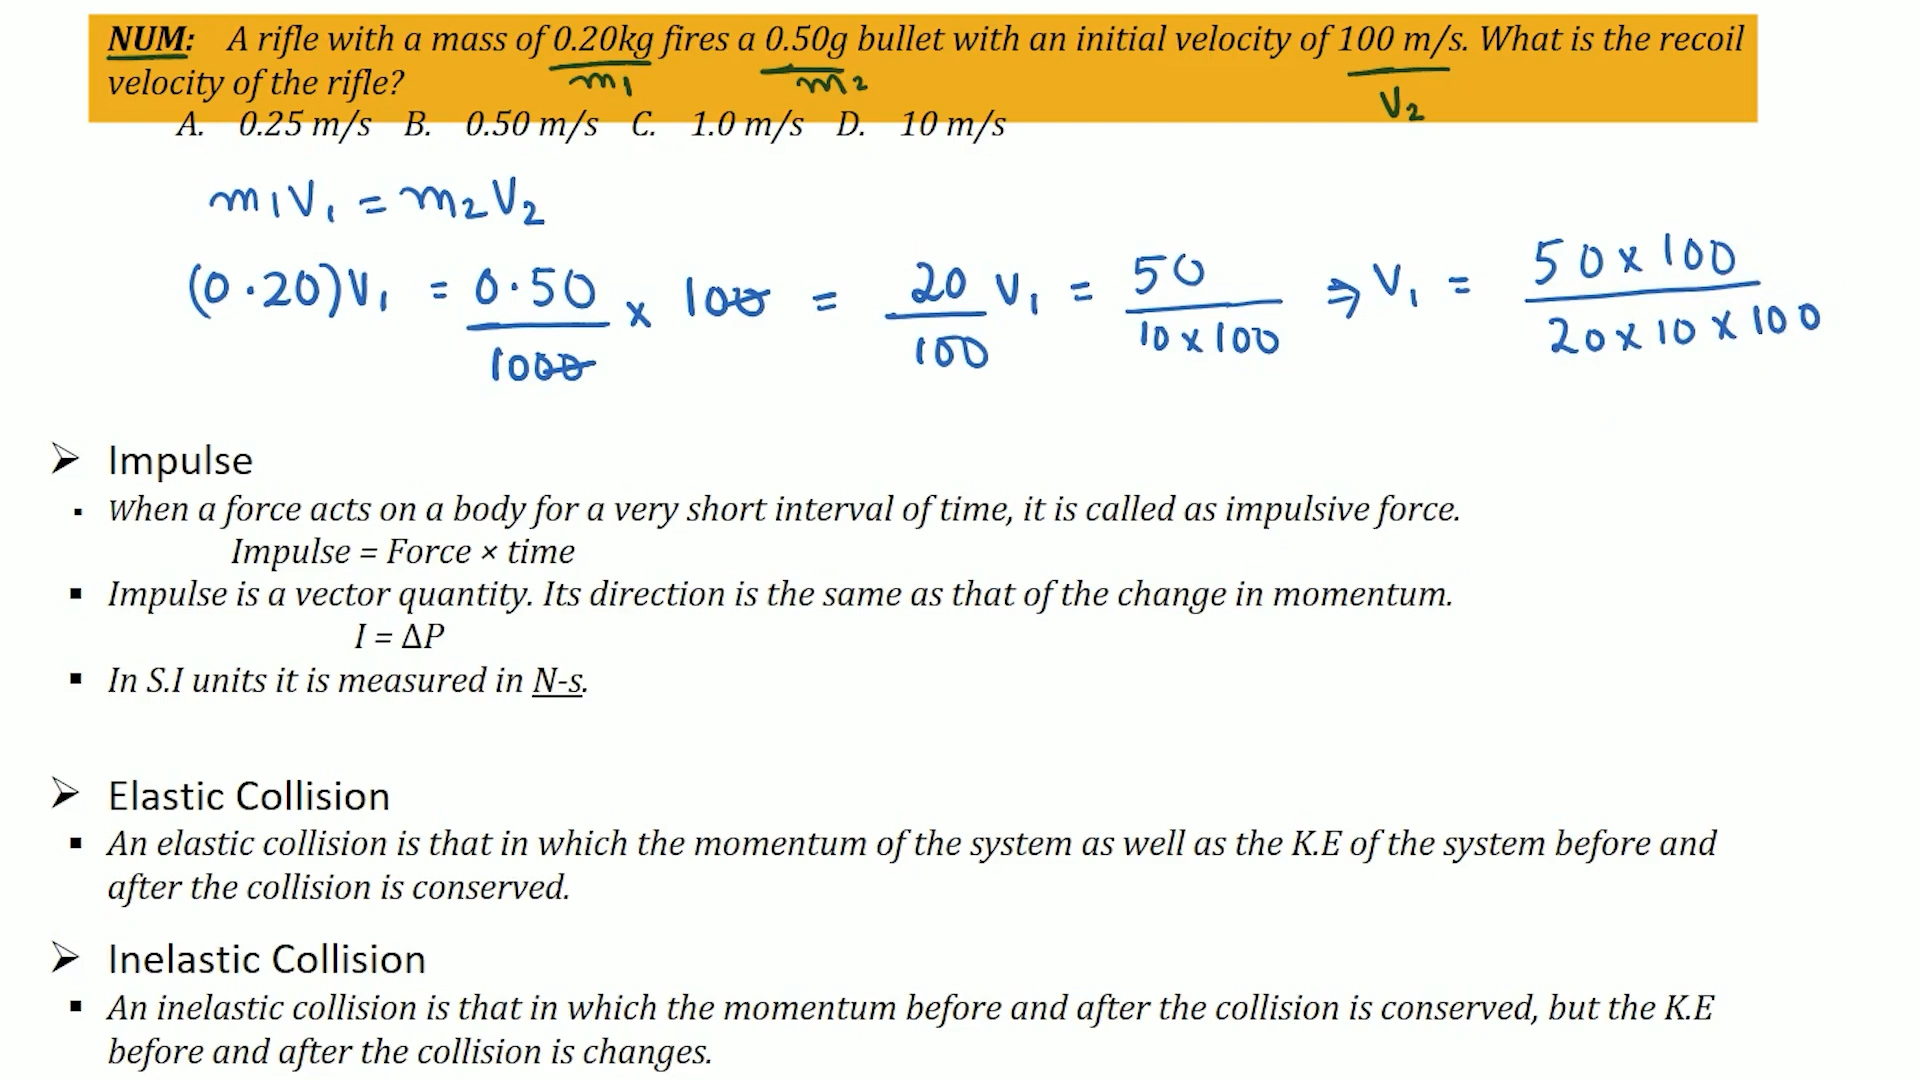 NUM: A rifle with a mass of 0.20kg fires a 0.50g bullet with an initial velocity of 100 m/s. What is the recoil
velocity of the rifle?
m1 m2 V2
A. 0.25 m/s B. 0.50 m/s C. 1.0 m/s D. 10 m/s
m1V1 = m2V2
(0.20)V1 = 0.50/1000 × 100 = 20/100 V1 = 50/10×100 ⇒ V1 = 50×100/20×10×100
➢ Impulse
▪ When a force acts on a body for a very short interval of time, it is called as impulsive force.
Impulse = Force × time
▪ Impulse is a vector quantity. Its direction is the same as that of the change in momentum.
I = ΔP
▪ In S.I units it is measured in N-s.
➢ Elastic Collision
▪ An elastic collision is that in which the momentum of the system as well as the K.E of the system before and
after the collision is conserved.
➢ Inelastic Collision
▪ An inelastic collision is that in which the momentum before and after the collision is conserved, but the K.E
before and after the collision is changes.